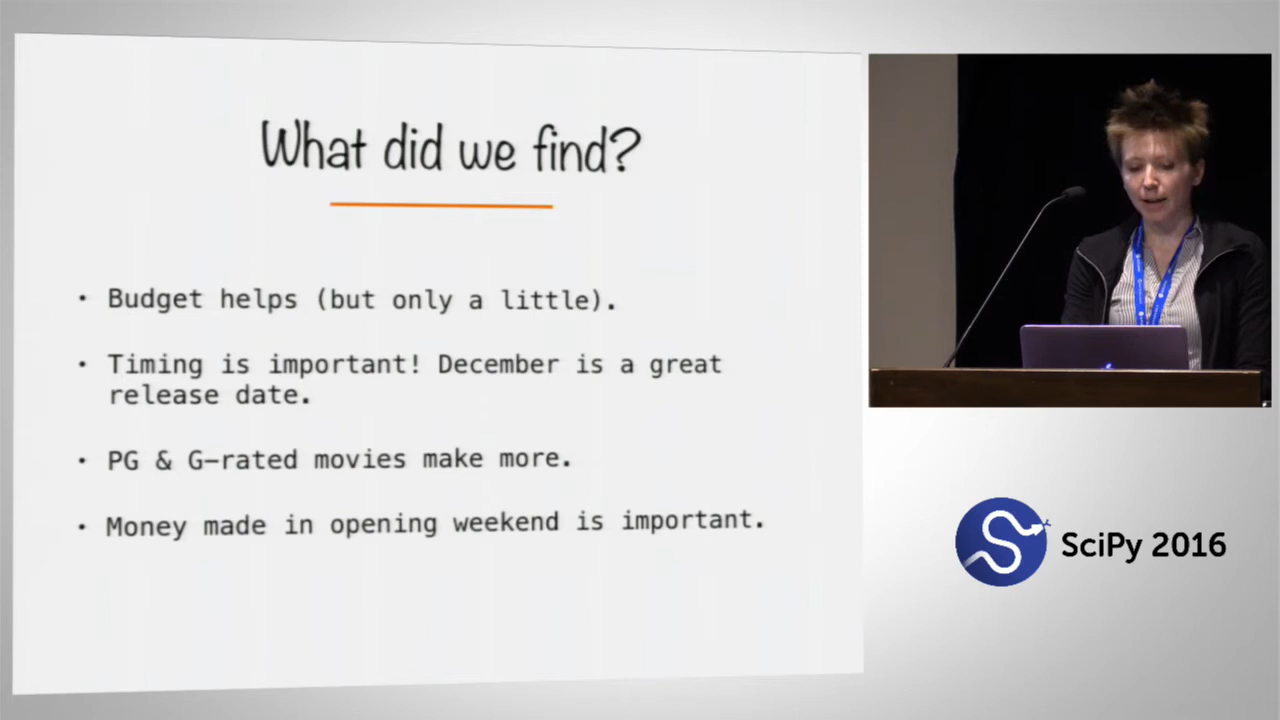 What did we find?
• Budget helps (but only a little).
• Timing is important! December is a great
release date.
• PG & G-rated movies make more.
• Money made in opening weekend is important.
SciPy 2016